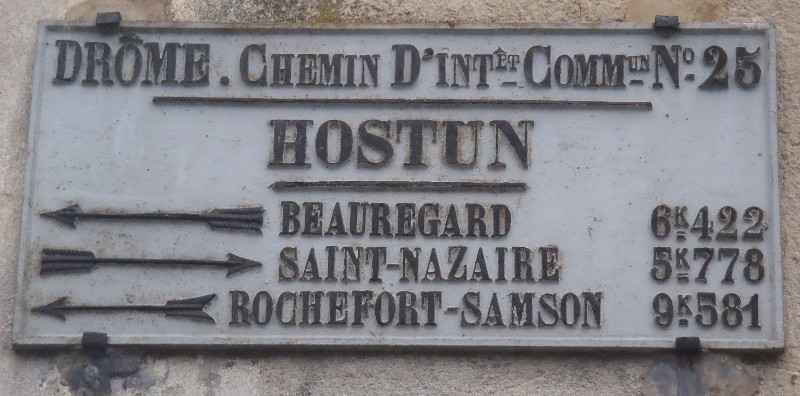 DRÔME. CHEMIN D'INTÊT COMMUN Nº 25
HOSTUN
BEAUREGARD 6K422
SAINT-NAZAIRE 5K778
ROCHEFORT-SAMSON 9K581